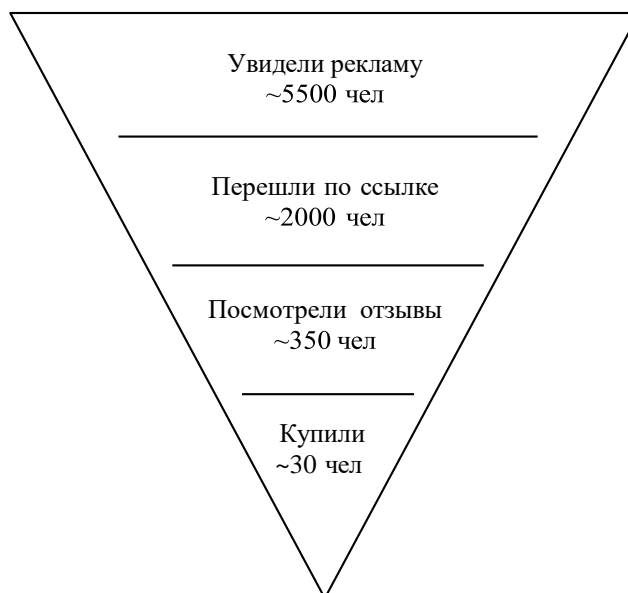 Увидели рекламу
~5500 чел
Перешли по ссылке
~2000 чел
Посмотрели отзывы
~350 чел
Купили
~30 чел